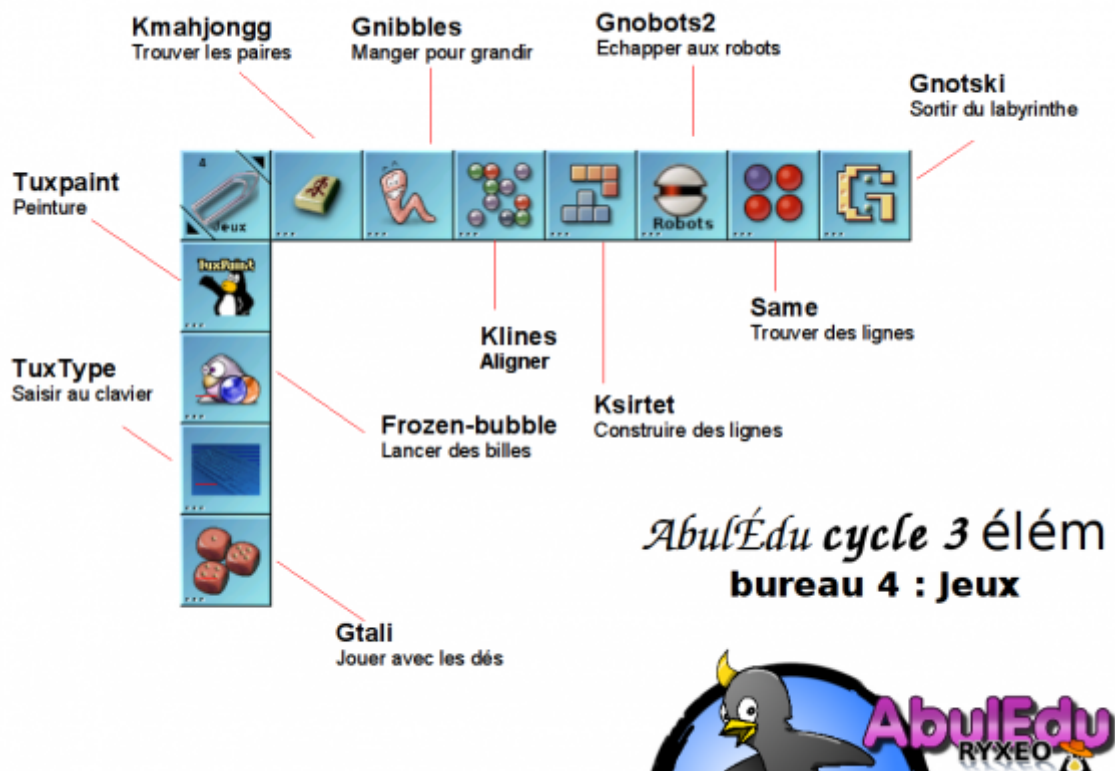 Kmahjongg
Trouver les paires
Gnibbles
Manger pour grandir
Gnobots2
Echapper aux robots
Gnotski
Sortir du labyrinthe
Tuxpaint
Peinture
4
Jeux
Robots
TuxPaint
Klines
Aligner
Same
Trouver des lignes
TuxType
Saisir au clavier
Frozen-bubble
Lancer des billes
Ksirtet
Construire des lignes
AbulÉdu cycle 3 élém
bureau 4 : Jeux
Gtali
Jouer avec les dés
AbulEdu
RYXEO